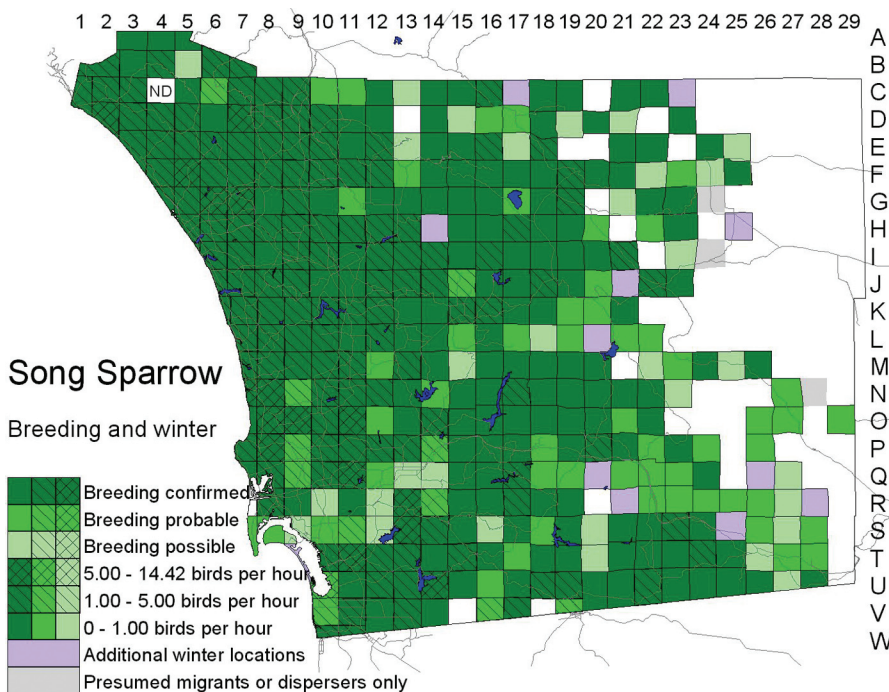 1 2 3 4 5 6 7 8 9 10 11 12 13 14 15 16 17 18 19 20 21 22 23 24 25 26 27 28 29
A
B
C
D
E
F
G
H
I
J
K
L
M
N
O
P
Q
R
S
T
U
V
W
ND
Song Sparrow
Breeding and winter
Breeding confirmed
Breeding probable
Breeding possible
5.00 - 14.42 birds per hour
1.00 - 5.00 birds per hour
0 - 1.00 birds per hour
Additional winter locations
Presumed migrants or dispersers only